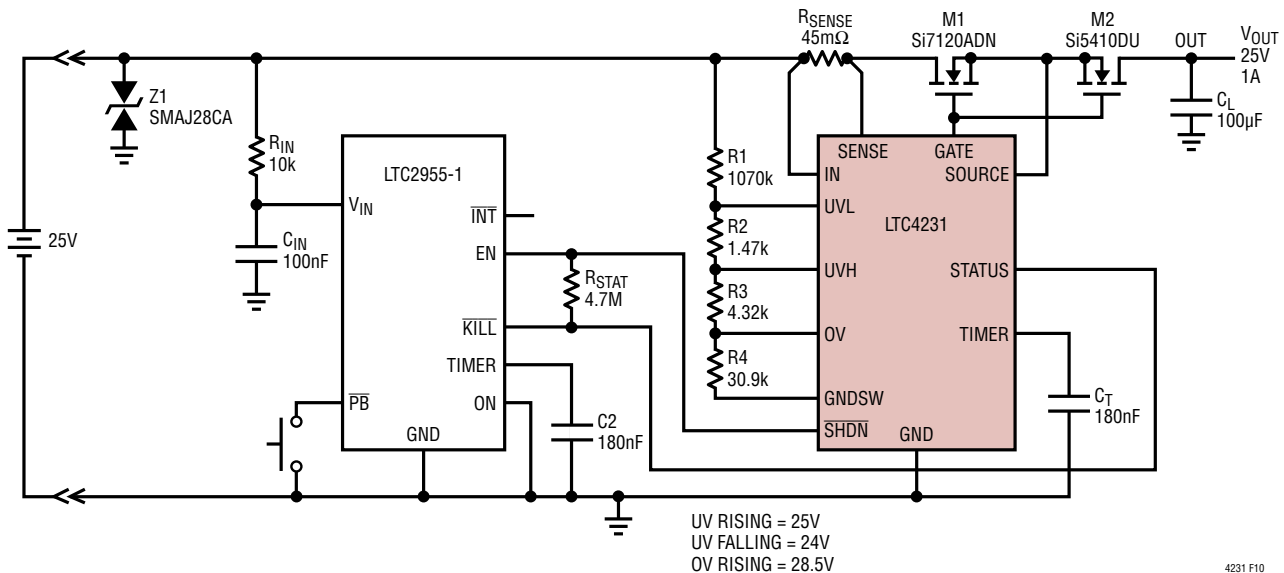 RSENSE
45mΩ
M1
Si7120ADN
M2
Si5410DU
OUT
VOUT
25V
1A
Z1
SMAJ28CA
RIN
10k
CIN
100nF
25V
LTC2955-1
VIN
INT
EN
KILL
TIMER
ON
PB
GND
RSTAT
4.7M
C2
180nF
R1
1070k
R2
1.47k
R3
4.32k
R4
30.9k
SENSE
GATE
IN
SOURCE
UVL
LTC4231
UVH
STATUS
OV
TIMER
GNDSW
SHDN
GND
CT
180nF
CL
100µF
UV RISING = 25V
UV FALLING = 24V
OV RISING = 28.5V
4231 F10